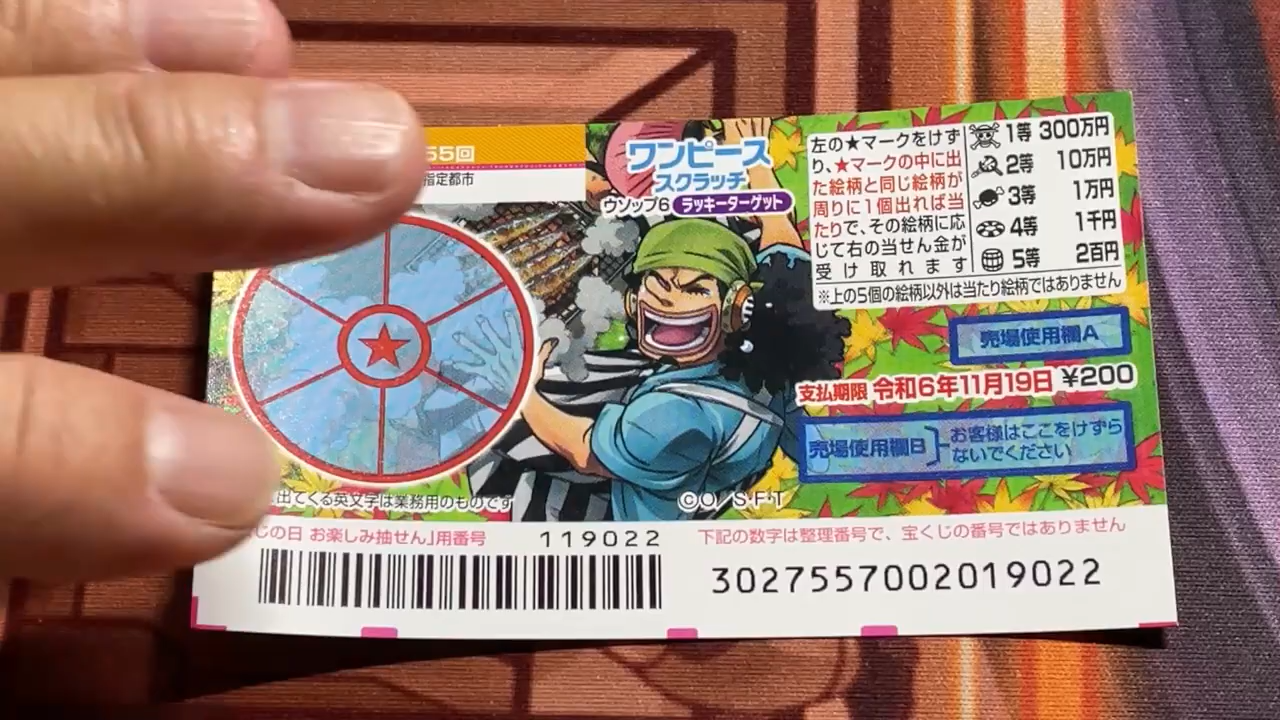 55回
指定都市
ワンピース
スクラッチ
ウソップ6 ラッキーターゲット
左の★マークをけず
り、★マークの中に出
た絵柄と同じ絵柄が
周りに1個出れば当
たりで、その絵柄に応
じて右の当せん金が
受け取れます
1等 300万円
2等 10万円
3等 1万円
4等 1千円
5等 2百円
※上の5個の絵柄以外は当たり絵柄ではありません
売場使用欄A
支払期限 令和6年11月19日 ¥200
売場使用欄B
お客様はここをけずら
ないでください
出てくる英文字は業務用のものです
©O/S・F・T
じの日 お楽しみ抽せん」用番号 119022
下記の数字は整理番号で、宝くじの番号ではありません
3027557002019022